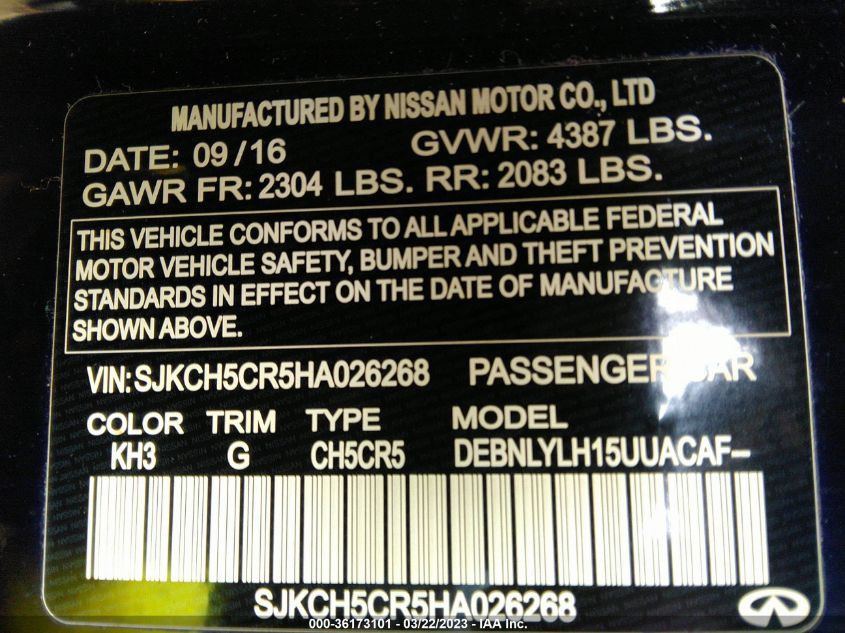 MANUFACTURED BY NISSAN MOTOR CO., LTD
DATE: 09/16 GVWR: 4387 LBS.
GAWR FR: 2304 LBS. RR: 2083 LBS.
THIS VEHICLE CONFORMS TO ALL APPLICABLE FEDERAL
MOTOR VEHICLE SAFETY, BUMPER AND THEFT PREVENTION
STANDARDS IN EFFECT ON THE DATE OF MANUFACTURE
SHOWN ABOVE.
VIN: SJKCH5CR5HA026268 PASSENGER CAR
COLOR TRIM TYPE MODEL
KH3 G CH5CR5 DEBNLYLH15UUACAF-
SJKCH5CR5HA026268
000-36173101 - 03/22/2023 - IAA Inc.